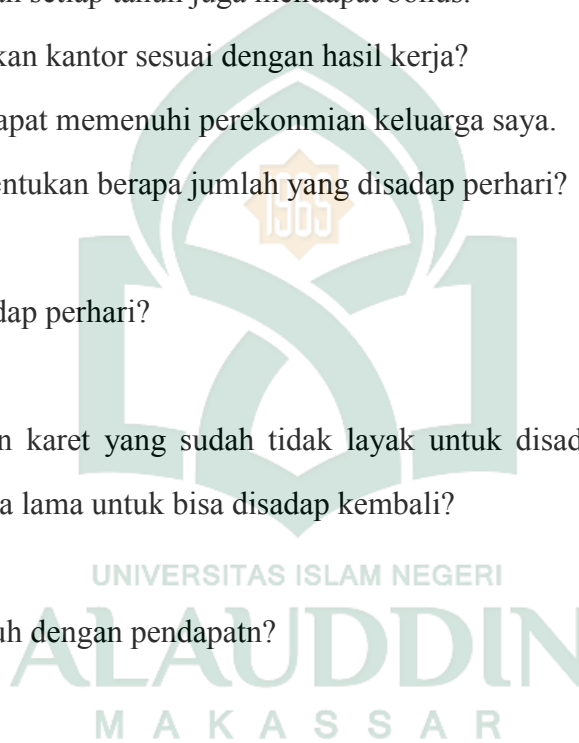 setiap tahun juga mendapat bonus.
kan kantor sesuai dengan hasil kerja?
apat memenuhi perekonmian keluarga saya.
entukan berapa jumlah yang disadap perhari?
1965
dap perhari?
n karet yang sudah tidak layak untuk disad
a lama untuk bisa disadap kembali?
UNIVERSITAS ISLAM NEGERI
uh dengan pendapatn?
ALAUDDIN
MAKASSAR